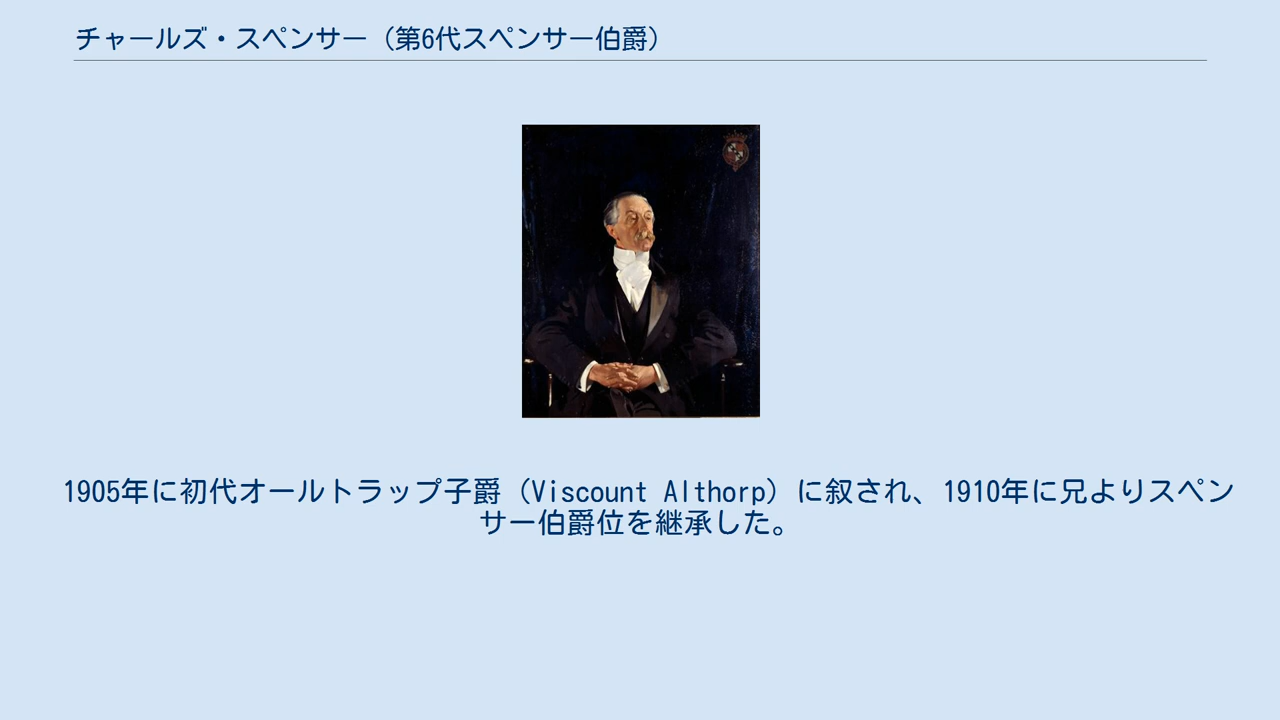 チャールズ・スペンサー（第6代スペンサー伯爵）
1905年に初代オールトラップ子爵（Viscount Althorp）に叙され、1910年に兄よりスペン
サー伯爵位を継承した。